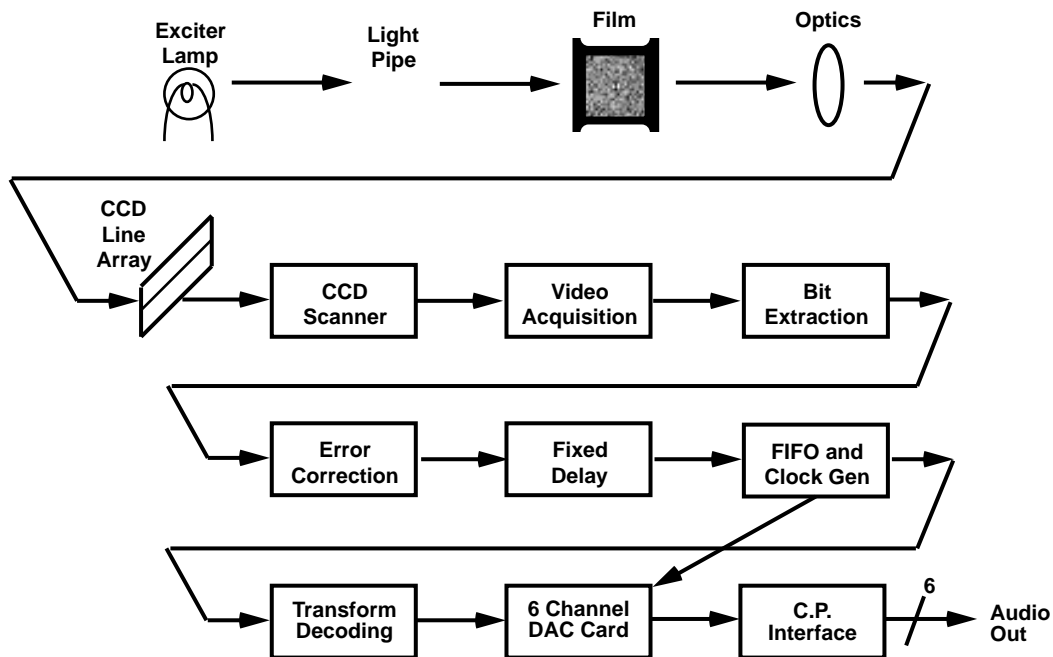 Exciter
Lamp
Light
Pipe
Film
Optics
CCD
Line
Array
CCD
Scanner
Video
Acquisition
Bit
Extraction
Error
Correction
Fixed
Delay
FIFO and
Clock Gen
Transform
Decoding
6 Channel
DAC Card
C.P.
Interface
6
Audio
Out